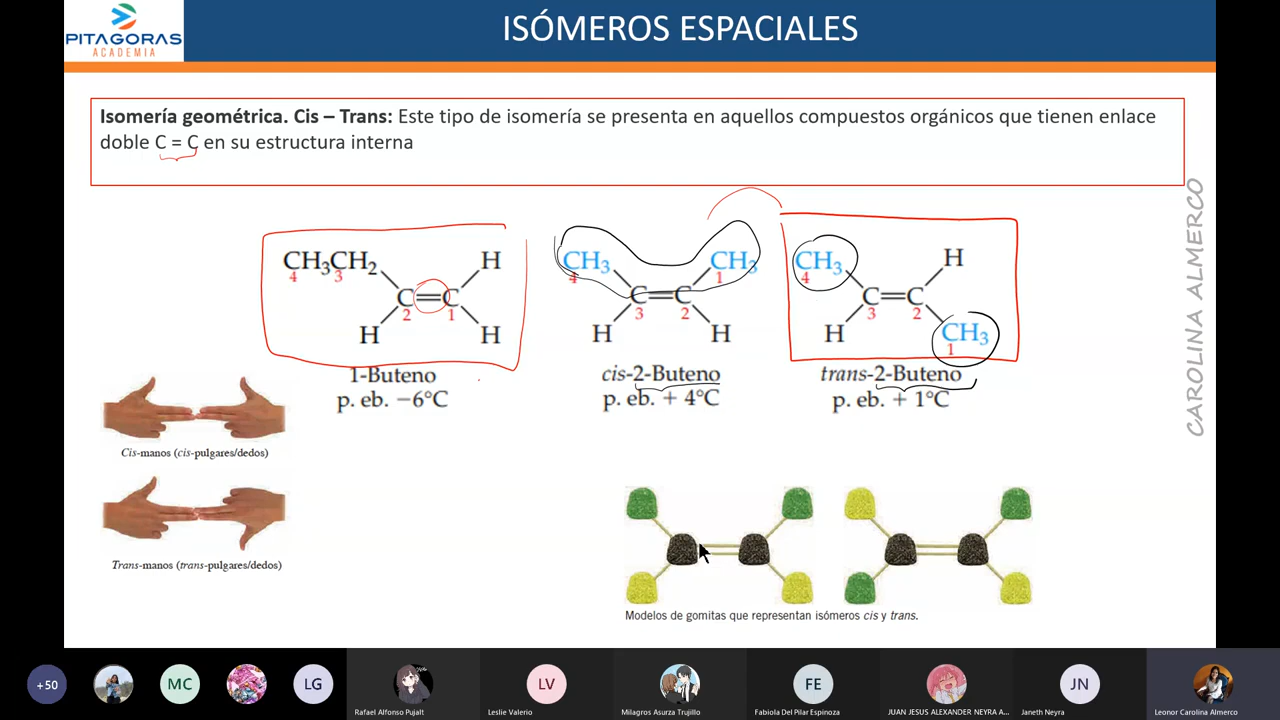 PITAGORAS
ACADEMIA
ISÓMEROS ESPACIALES
Isomería geométrica. Cis – Trans: Este tipo de isomería se presenta en aquellos compuestos orgánicos que tienen enlace
doble C = C en su estructura interna
CH₃CH₂ H
4 3
C=C
2 1
H H
1-Buteno
p. eb. −6°C
CH₃ CH₃
4 1
C=C
3 2
H H
cis-2-Buteno
p. eb. + 4°C
CH₃ H
4
C=C
3 2
H CH₃
1
trans-2-Buteno
p. eb. + 1°C
CAROLINA ALMERCO
Cis-manos (cis-pulgares/dedos)
Trans-manos (trans-pulgares/dedos)
Modelos de gomitas que representan isómeros cis y trans.
+50 MC LG LV FE JN
Rafael Alfonso Pujalt Leslie Valerio Milagros Asurza Trujillo Fabiola Del Pilar Espinoza JUAN JESUS ALEXANDER NEYRA A... Janeth Neyra Leonor Carolina Almerco